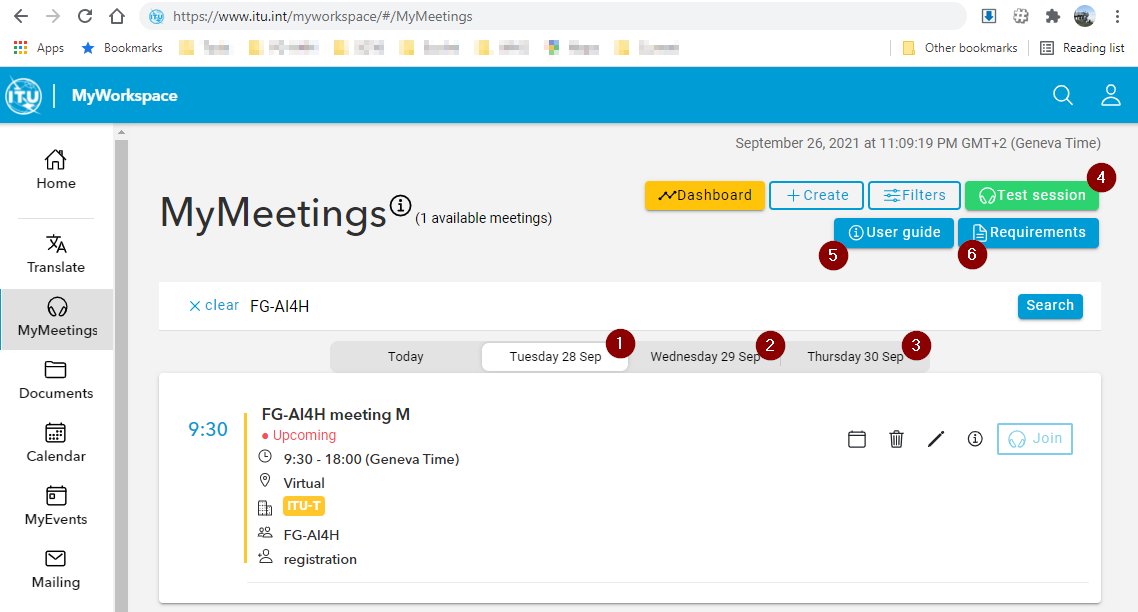 https://www.itu.int/myworkspace/#/MyMeetings
Apps Bookmarks Other bookmarks Reading list
ITU MyWorkspace
September 26, 2021 at 11:09:19 PM GMT+2 (Geneva Time)
Home
Translate
MyMeetings
Documents
Calendar
MyEvents
Mailing
MyMeetings (1 available meetings)
Dashboard Create Filters Test session 4
5 User guide 6 Requirements
clear FG-AI4H Search
Today Tuesday 28 Sep 1 Wednesday 29 Sep 2 Thursday 30 Sep 3
9:30 FG-AI4H meeting M
Upcoming
9:30 - 18:00 (Geneva Time)
Virtual
ITU-T
FG-AI4H
registration
Join